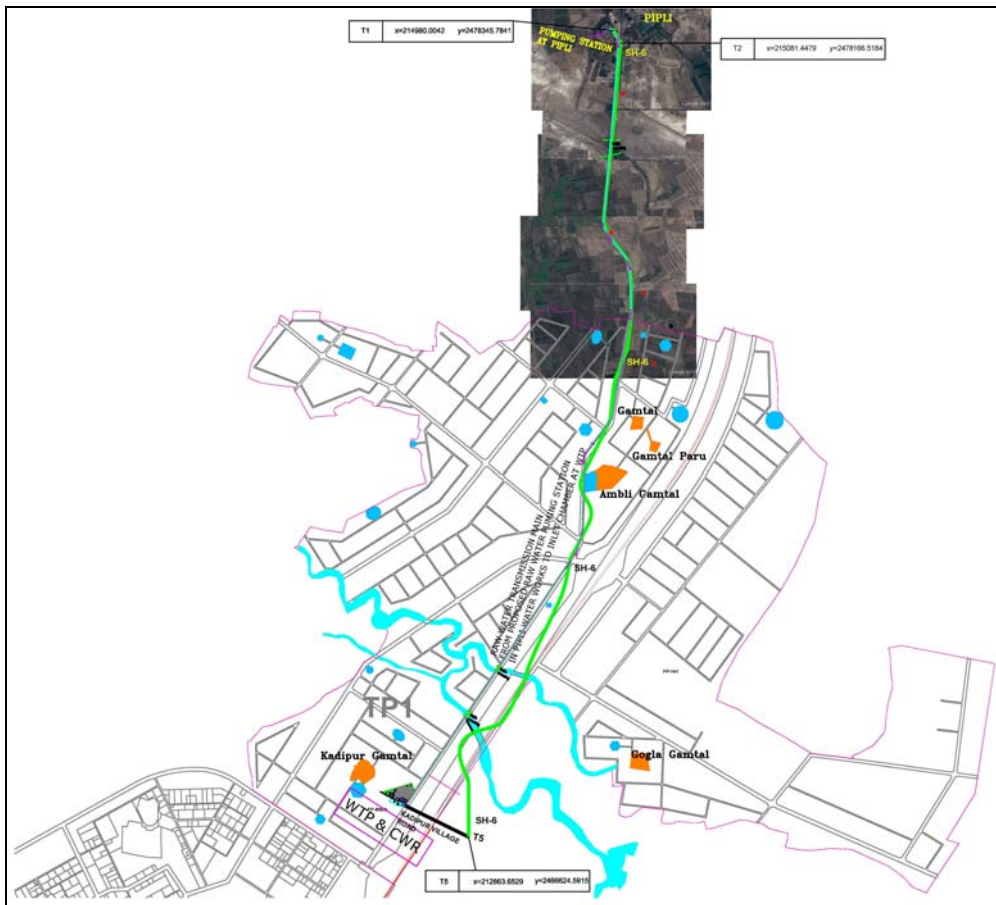 PIPLI
T1 x=214980.0042 y=2478345.7841
PUMPING STATION
AT PIPLI
SH-6
T2 x=215081.4479 y=2478166.5184
SH-6
Gamtal
Gamtal Paru
Ambli Gamtal
RAW WATER TRANSMISSION MAIN
FROM PROPOSED RAW WATER PUMING STATION
IN PIPLI WATER WORKS TO INLET CHAMBER AT WTP
SH-6
TP1
Kadipur Gamtal
Gogla Gamtal
KADIPUR VILLAGE
ROAD
SH-6
T5
WTP & CWR
T5 x=212863.6529 y=2466624.5915